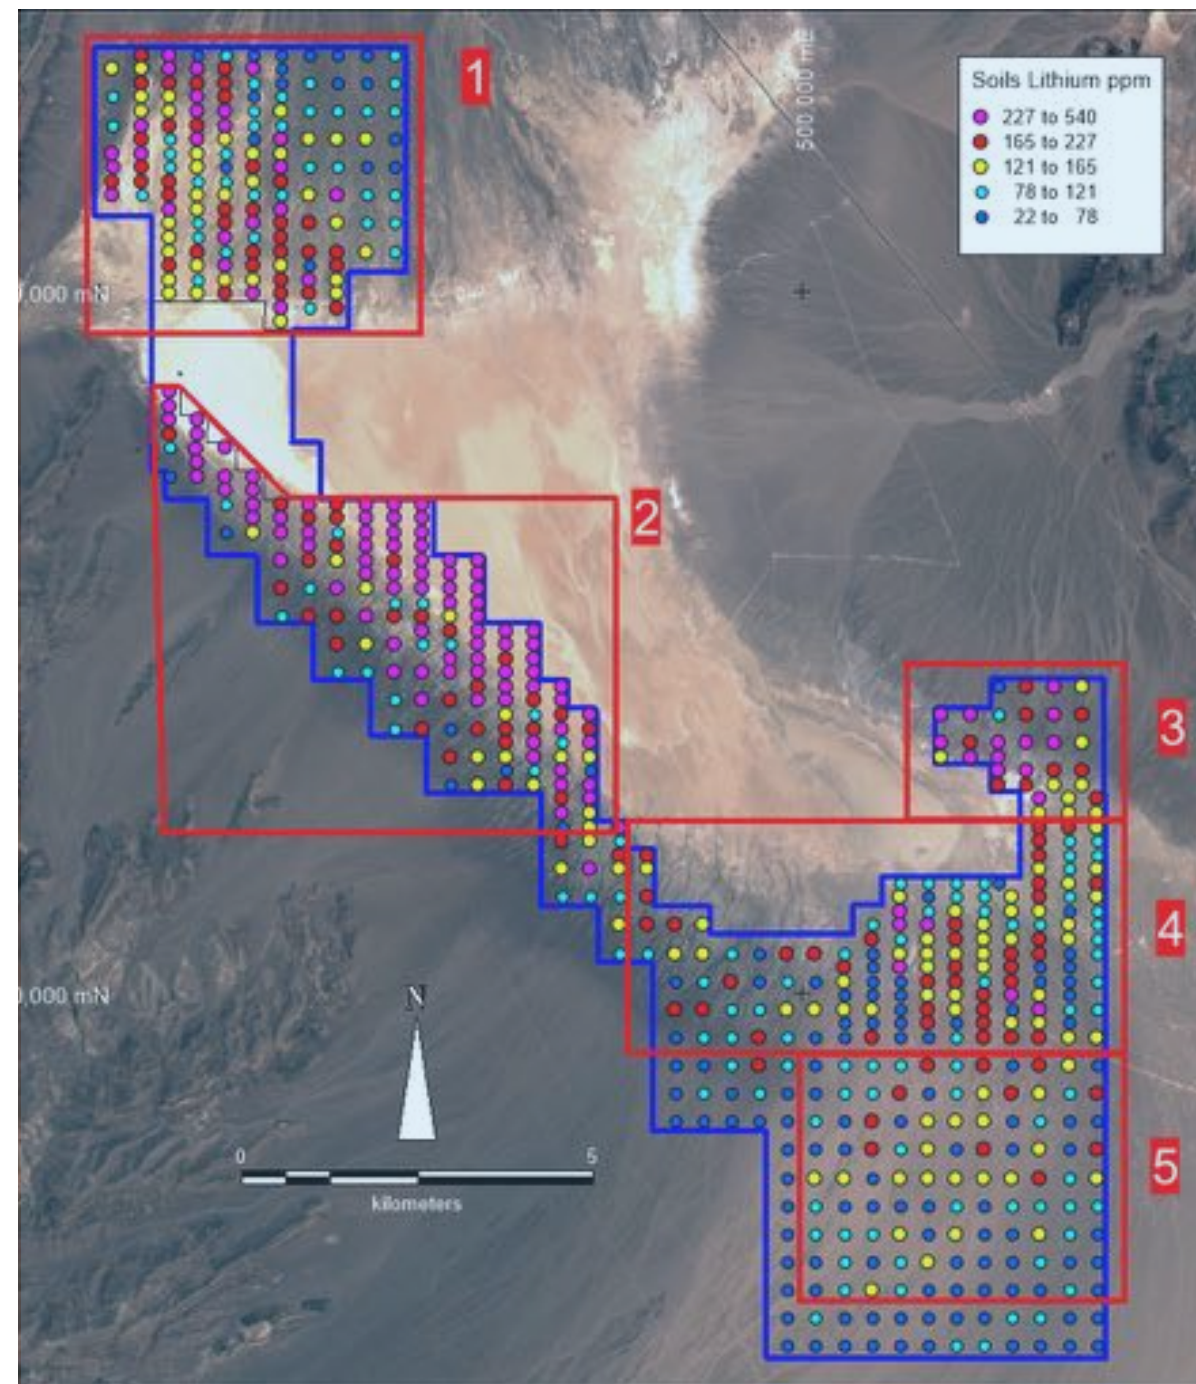 1
500,000 mE
Soils Lithium ppm
227 to 540
165 to 227
121 to 165
78 to 121
22 to 78
,000 mN
2
3
4
,000 mN
N
5
0 5
kilometers